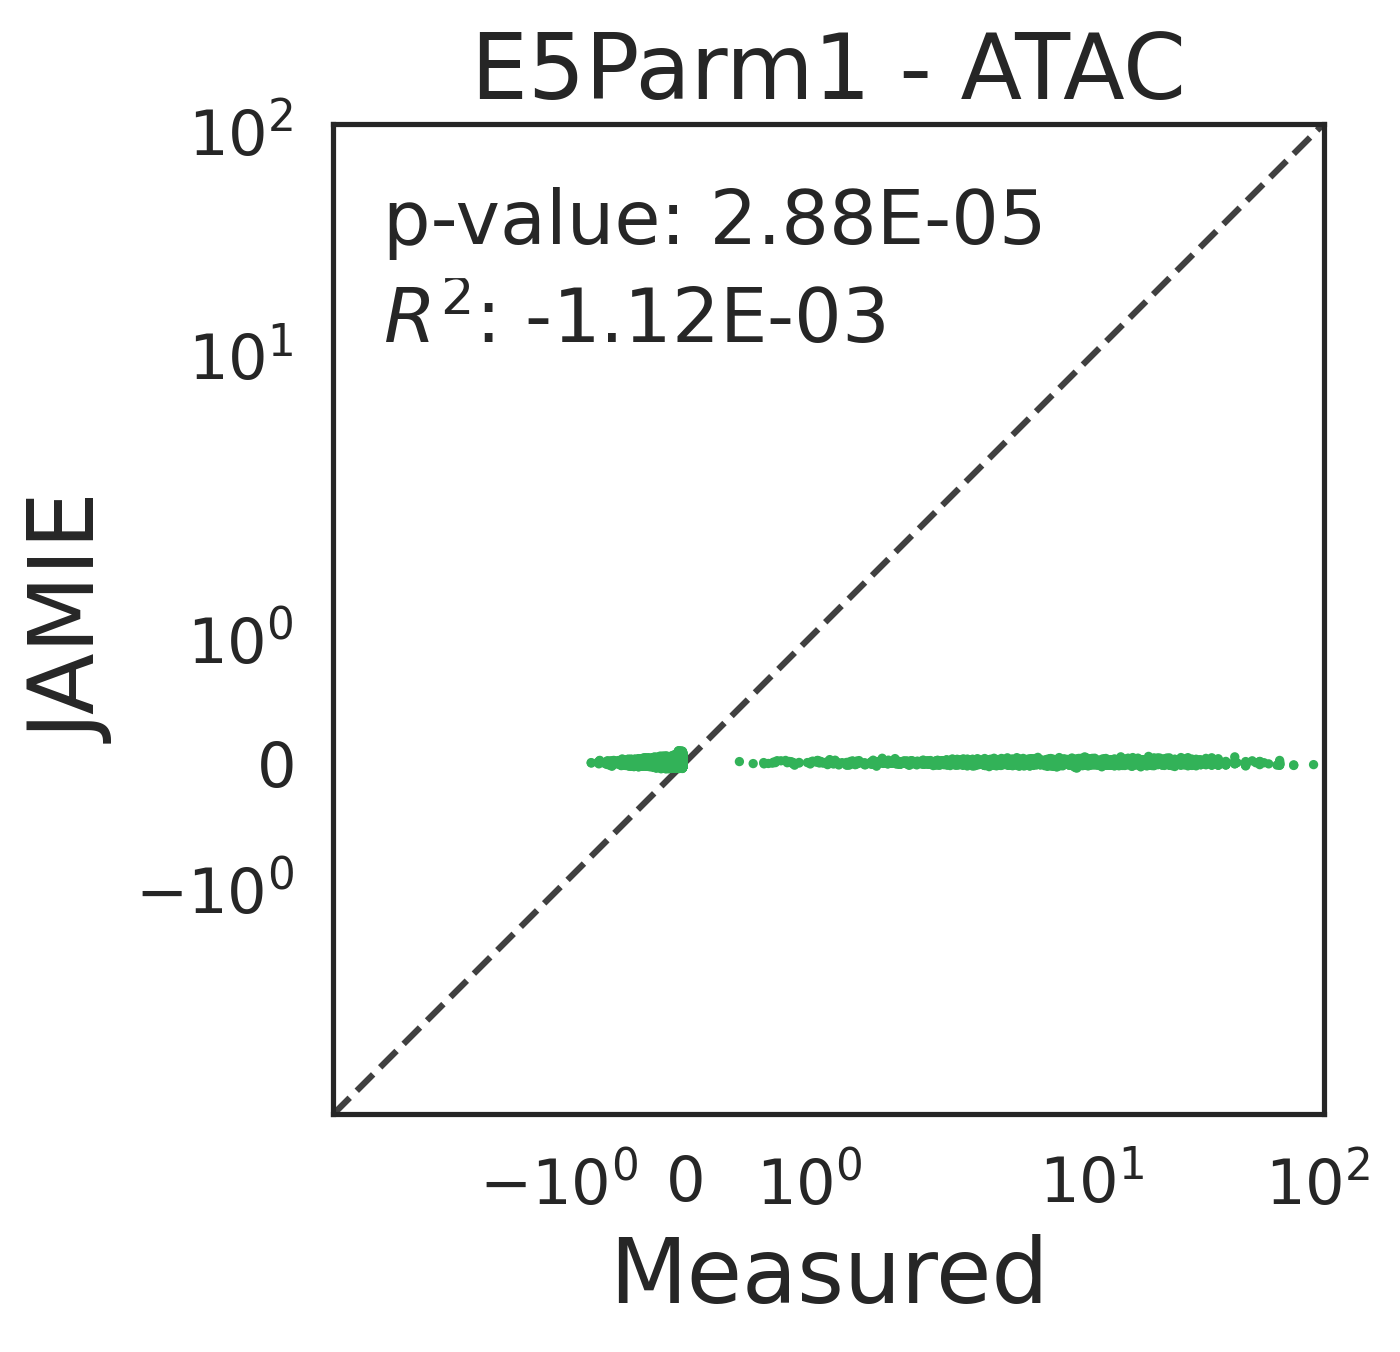 E5Parm1 - ATAC
10²
p-value: 2.88E-05
R²: -1.12E-03
10¹
JAMIE
10⁰
0
−10⁰
−10⁰ 0 10⁰ 10¹ 10²
Measured